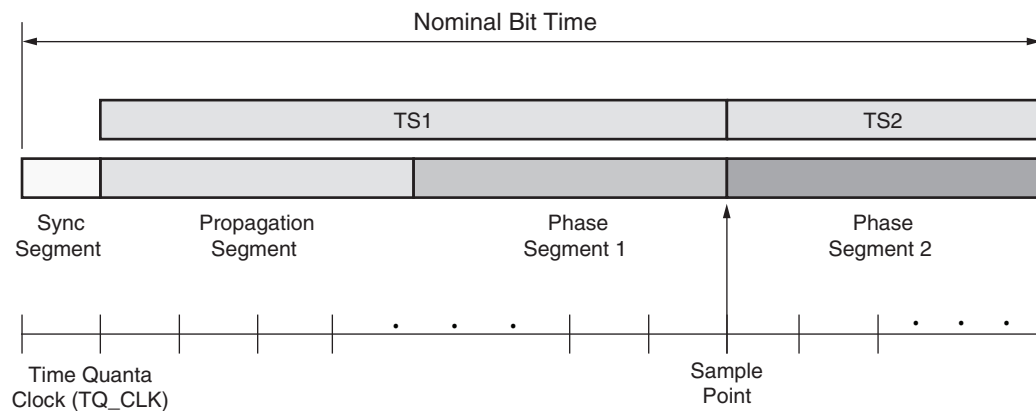 Nominal Bit Time
TS1
TS2
Sync
Segment
Propagation
Segment
Phase
Segment 1
Phase
Segment 2
Time Quanta
Clock (TQ_CLK)
Sample
Point